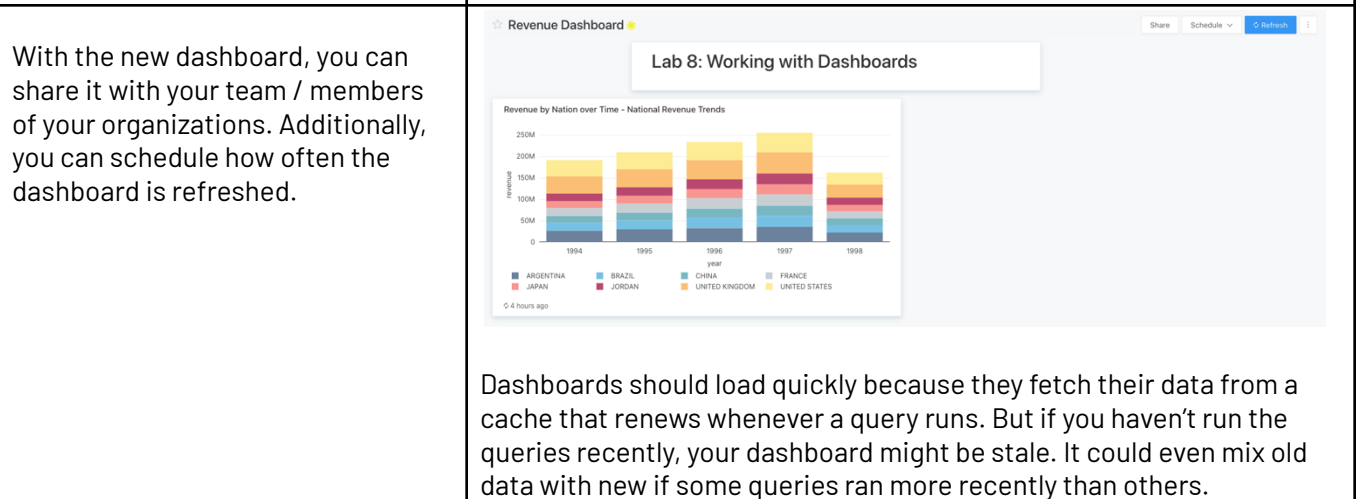 With the new dashboard, you can
share it with your team / members
of your organizations. Additionally,
you can schedule how often the
dashboard is refreshed.
Revenue Dashboard
Share Schedule Refresh
Lab 8: Working with Dashboards
Revenue by Nation over Time - National Revenue Trends
250M
200M
150M
100M
50M
0
revenue
1994 1995 1996 1997 1998
year
ARGENTINA BRAZIL CHINA FRANCE
JAPAN JORDAN UNITED KINGDOM UNITED STATES
4 hours ago
Dashboards should load quickly because they fetch their data from a
cache that renews whenever a query runs. But if you haven’t run the
queries recently, your dashboard might be stale. It could even mix old
data with new if some queries ran more recently than others.